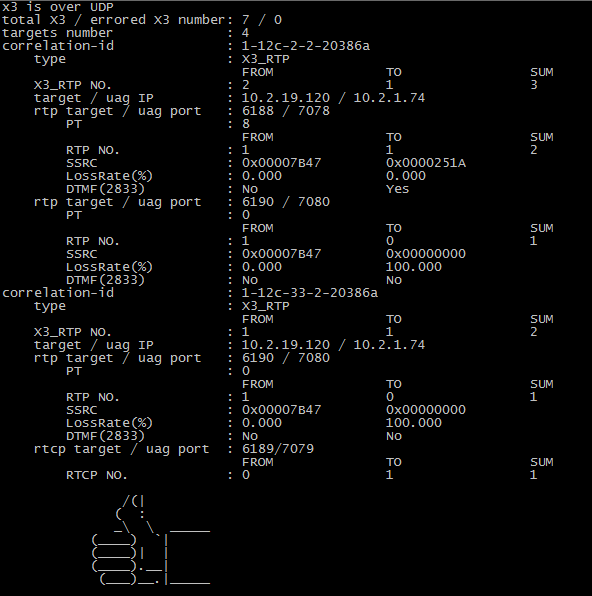 x3 is over UDP
total X3 / errored X3 number: 7 / 0
targets number              : 4
correlation-id              : 1-12c-2-2-20386a
    type                    : X3_RTP
                              FROM              TO                SUM
    X3_RTP NO.              : 2                 1                 3
    target / uag IP         : 10.2.19.120 / 10.2.1.74
    rtp target / uag port   : 6188 / 7078
        PT                  : 8
                              FROM              TO                SUM
        RTP NO.             : 1                 1                 2
        SSRC                : 0x00007B47        0x0000251A
        LossRate(%)         : 0.000             0.000
        DTMF(2833)          : No                Yes
    rtp target / uag port   : 6190 / 7080
        PT                  : 0
                              FROM              TO                SUM
        RTP NO.             : 1                 0                 1
        SSRC                : 0x00007B47        0x00000000
        LossRate(%)         : 0.000             100.000
        DTMF(2833)          : No                No
correlation-id              : 1-12c-33-2-20386a
    type                    : X3_RTP
                              FROM              TO                SUM
    X3_RTP NO.              : 1                 1                 2
    target / uag IP         : 10.2.19.120 / 10.2.1.74
    rtp target / uag port   : 6190 / 7080
        PT                  : 0
                              FROM              TO                SUM
        RTP NO.             : 1                 0                 1
        SSRC                : 0x00007B47        0x00000000
        LossRate(%)         : 0.000             100.000
        DTMF(2833)          : No                No
    rtcp target / uag port  : 6189/7079
                              FROM              TO                SUM
        RTCP NO.            : 0                 1                 1
               /(|
              (  :
              _\  \  _____
           (____)  `|
           (____)|  |
           (____).__|
            (___)__.|_____